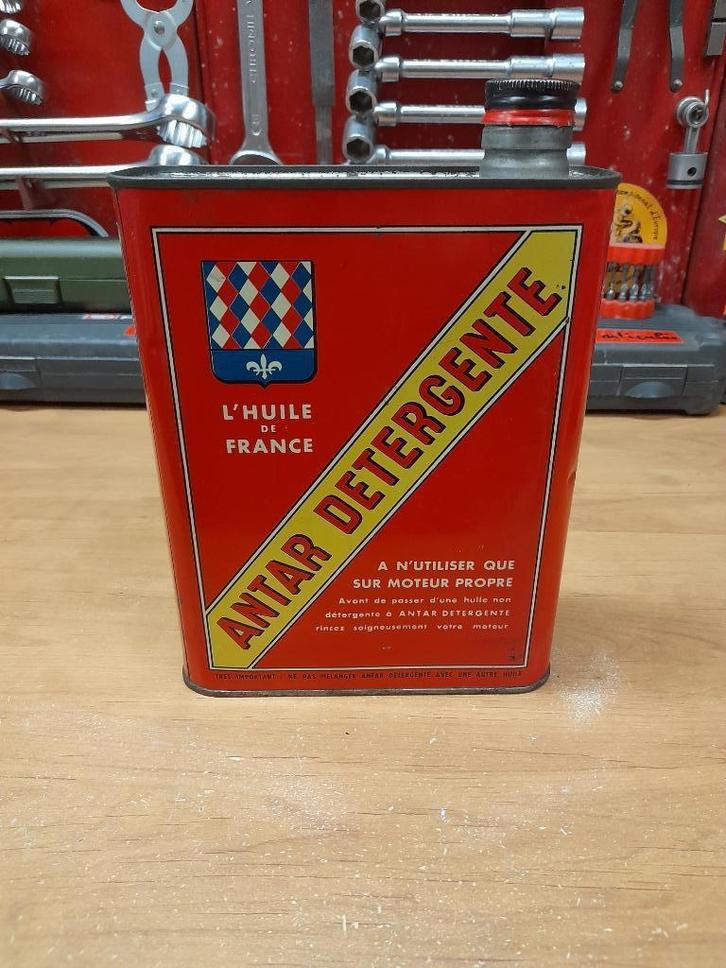 L'HUILE
DE
FRANCE
ANTAR DETERGENTE
A N'UTILISER QUE
SUR MOTEUR PROPRE
Avant de passer d'une huile non
détergente à ANTAR DETERGENTE
rincez soigneusement votre moteur
TRES IMPORTANT : NE PAS MELANGER ANTAR DETERGENTE AVEC UNE AUTRE HUILE